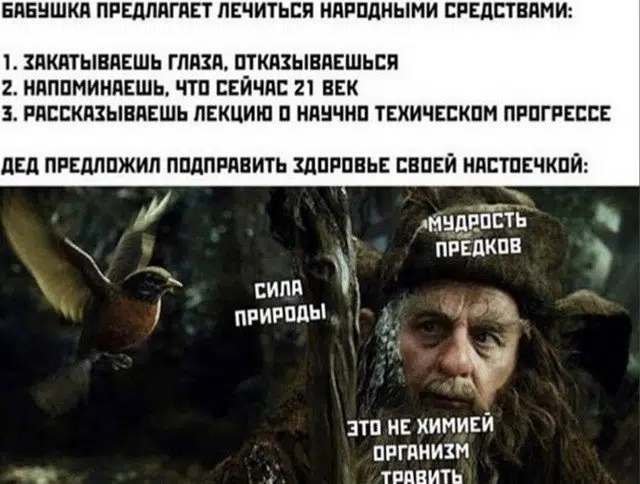 БАБУШКА ПРЕДЛАГАЕТ ЛЕЧИТЬСЯ НАРОДНЫМИ СРЕДСТВАМИ:
1. ЗАКАТЫВАЕШЬ ГЛАЗА, ОТКАЗЫВАЕШЬСЯ
2. НАПОМИНАЕШЬ, ЧТО СЕЙЧАС 21 ВЕК
3. РАССКАЗЫВАЕШЬ ЛЕКЦИЮ О НАУЧНО ТЕХИЧЕСКОМ ПРОГРЕССЕ
ДЕД ПРЕДЛОЖИЛ ПОДПРАВИТЬ ЗДОРОВЬЕ СВОЕЙ НАСТОЕЧКОЙ:
МУДРОСТЬ
ПРЕДКОВ
СИЛА
ПРИРОДЫ
ЭТО НЕ ХИМИЕЙ
ОРГАНИЗМ
ТРАВИТЬ